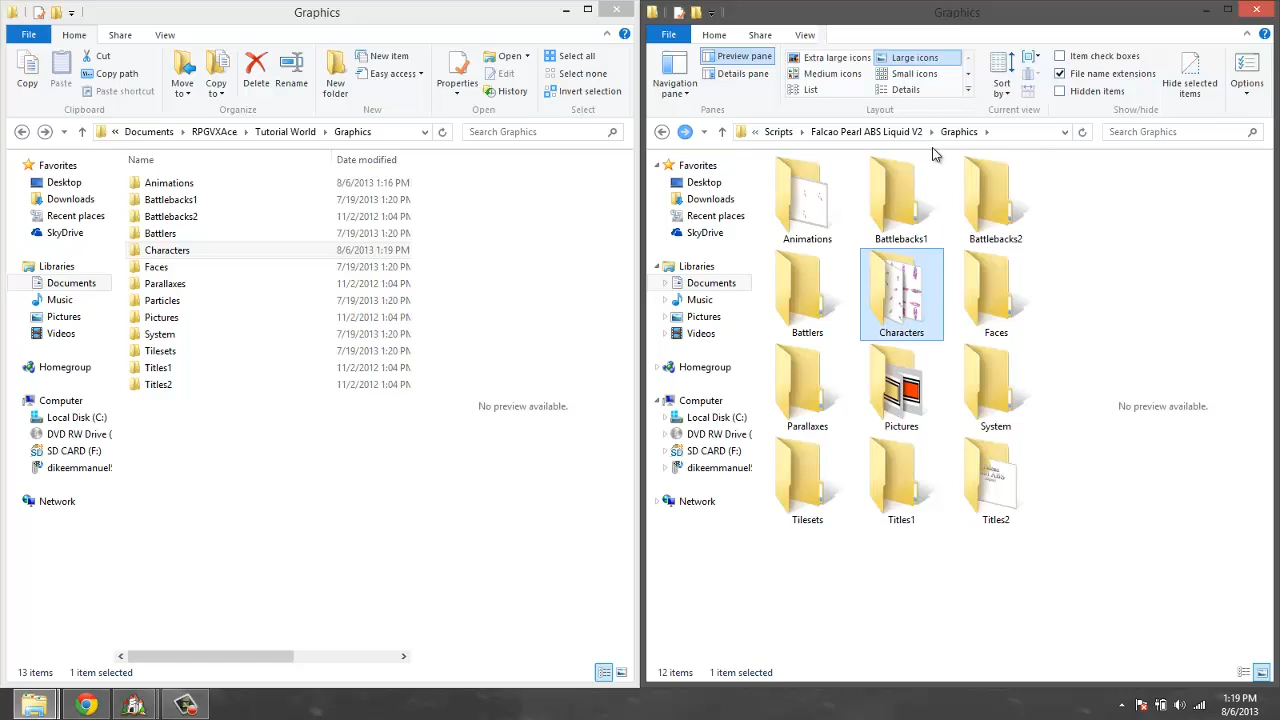 Graphics
File Home Share View
Copy
Paste
Cut
Copy path
Paste shortcut
Clipboard
Move to
Copy to
Delete
Rename
Organize
New folder
New item
Easy access
New
Properties
Open
Edit
History
Open
Select all
Select none
Invert selection
Select
« Documents RPGVXAce Tutorial World Graphics
Search Graphics
Favorites
Desktop
Downloads
Recent places
SkyDrive
Libraries
Documents
Music
Pictures
Videos
Homegroup
Computer
Local Disk (C:)
DVD RW Drive (
SD CARD (F:)
dikeemmanuel
Network
Name Date modified
Animations 8/6/2013 1:16 PM
Battlebacks1 7/19/2013 1:20 PM
Battlebacks2 11/2/2012 1:04 PM
Battlers 7/19/2013 1:20 PM
Characters 8/6/2013 1:19 PM
Faces 7/19/2013 1:20 PM
Parallaxes 11/2/2012 1:04 PM
Particles 7/19/2013 1:20 PM
Pictures 11/2/2012 1:04 PM
System 7/19/2013 1:20 PM
Tilesets 7/19/2013 1:20 PM
Titles1 11/2/2012 1:04 PM
Titles2 11/2/2012 1:04 PM
No preview available.
13 items 1 item selected
Graphics
File Home Share View
Navigation pane
Preview pane
Details pane
Panes
Extra large icons Large icons
Medium icons Small icons
List Details
Layout
Sort by
Current view
Item check boxes
File name extensions
Hidden items
Hide selected items
Show/hide
Options
« Scripts Falcao Pearl ABS Liquid V2 Graphics
Search Graphics
Favorites
Desktop
Downloads
Recent places
SkyDrive
Libraries
Documents
Music
Pictures
Videos
Homegroup
Computer
Local Disk (C:)
DVD RW Drive (
SD CARD (F:)
dikeemmanuel
Network
Animations Battlebacks1 Battlebacks2
Battlers Characters Faces
Parallaxes Pictures System
Tilesets Titles1 Titles2
No preview available.
12 items 1 item selected
1:19 PM
8/6/2013